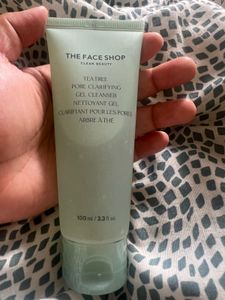 THE FACE SHOP
CLEAN BEAUTY
TEA TREE
PORE CLARIFYING
GEL CLEANSER
NETTOYANT GEL
CLARIFIANT POUR LES PORES
ARBRE À THÉ
100 ml / 3.3 fl.oz.